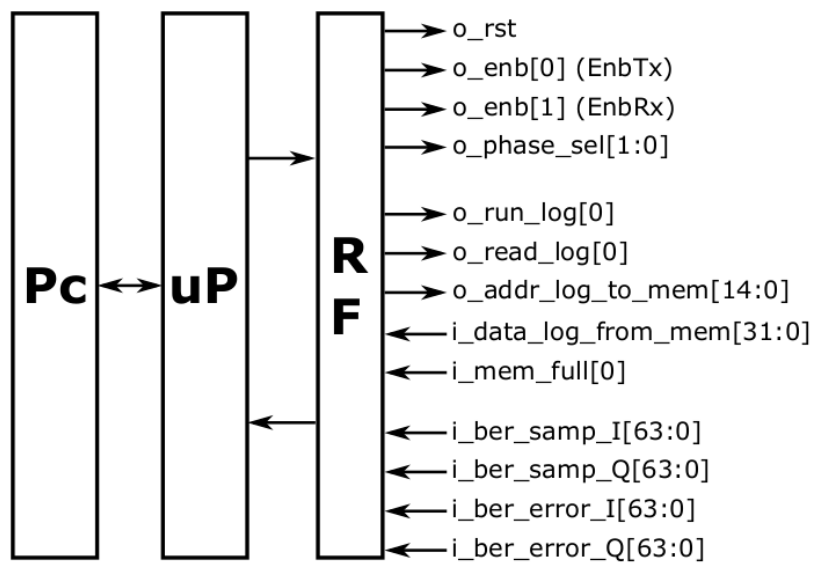 Pc
uP
R
F
o_rst
o_enb[0] (EnbTx)
o_enb[1] (EnbRx)
o_phase_sel[1:0]
o_run_log[0]
o_read_log[0]
o_addr_log_to_mem[14:0]
i_data_log_from_mem[31:0]
i_mem_full[0]
i_ber_samp_I[63:0]
i_ber_samp_Q[63:0]
i_ber_error_I[63:0]
i_ber_error_Q[63:0]